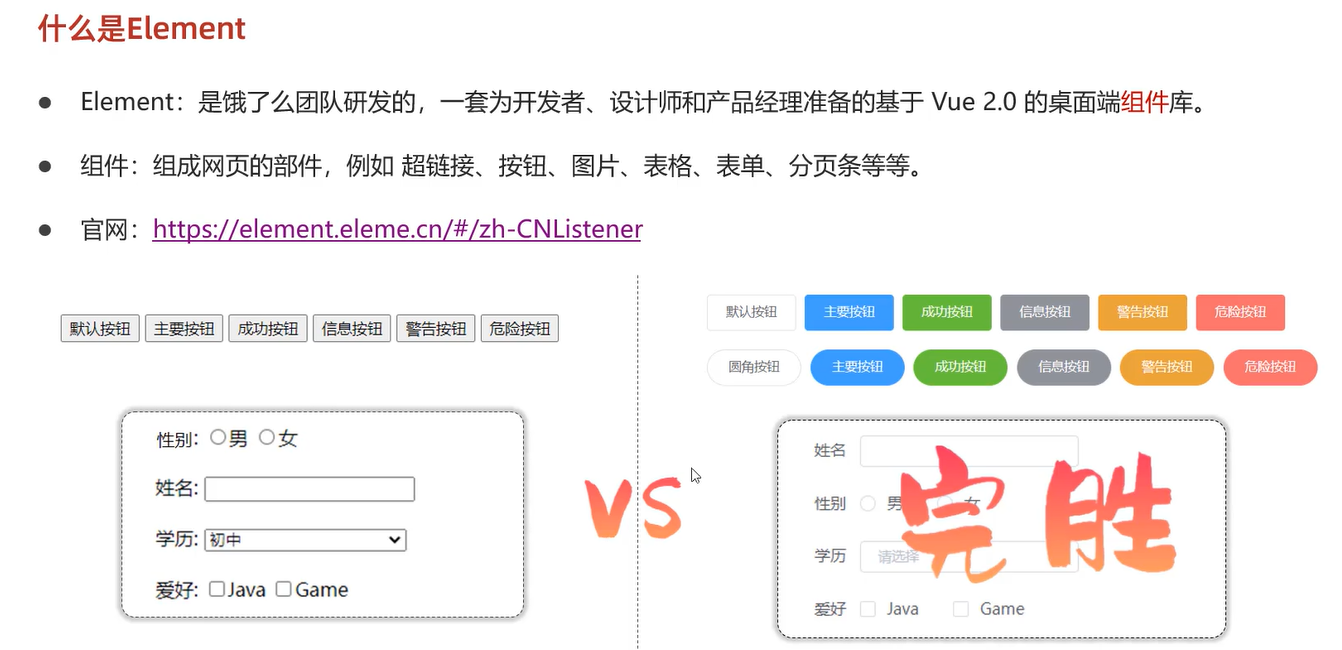 什么是Element
● Element：是饿了么团队研发的，一套为开发者、设计师和产品经理准备的基于 Vue 2.0 的桌面端组件库。
● 组件：组成网页的部件，例如 超链接、按钮、图片、表格、表单、分页条等等。
● 官网：https://element.eleme.cn/#/zh-CNListener
默认按钮 主要按钮 成功按钮 信息按钮 警告按钮 危险按钮
性别: 男 女
姓名:
学历: 初中
爱好: Java Game
VS
默认按钮 主要按钮 成功按钮 信息按钮 警告按钮 危险按钮
圆角按钮 主要按钮 成功按钮 信息按钮 警告按钮 危险按钮
姓名
性别 男 女
学历 请选择
爱好 Java Game
完胜